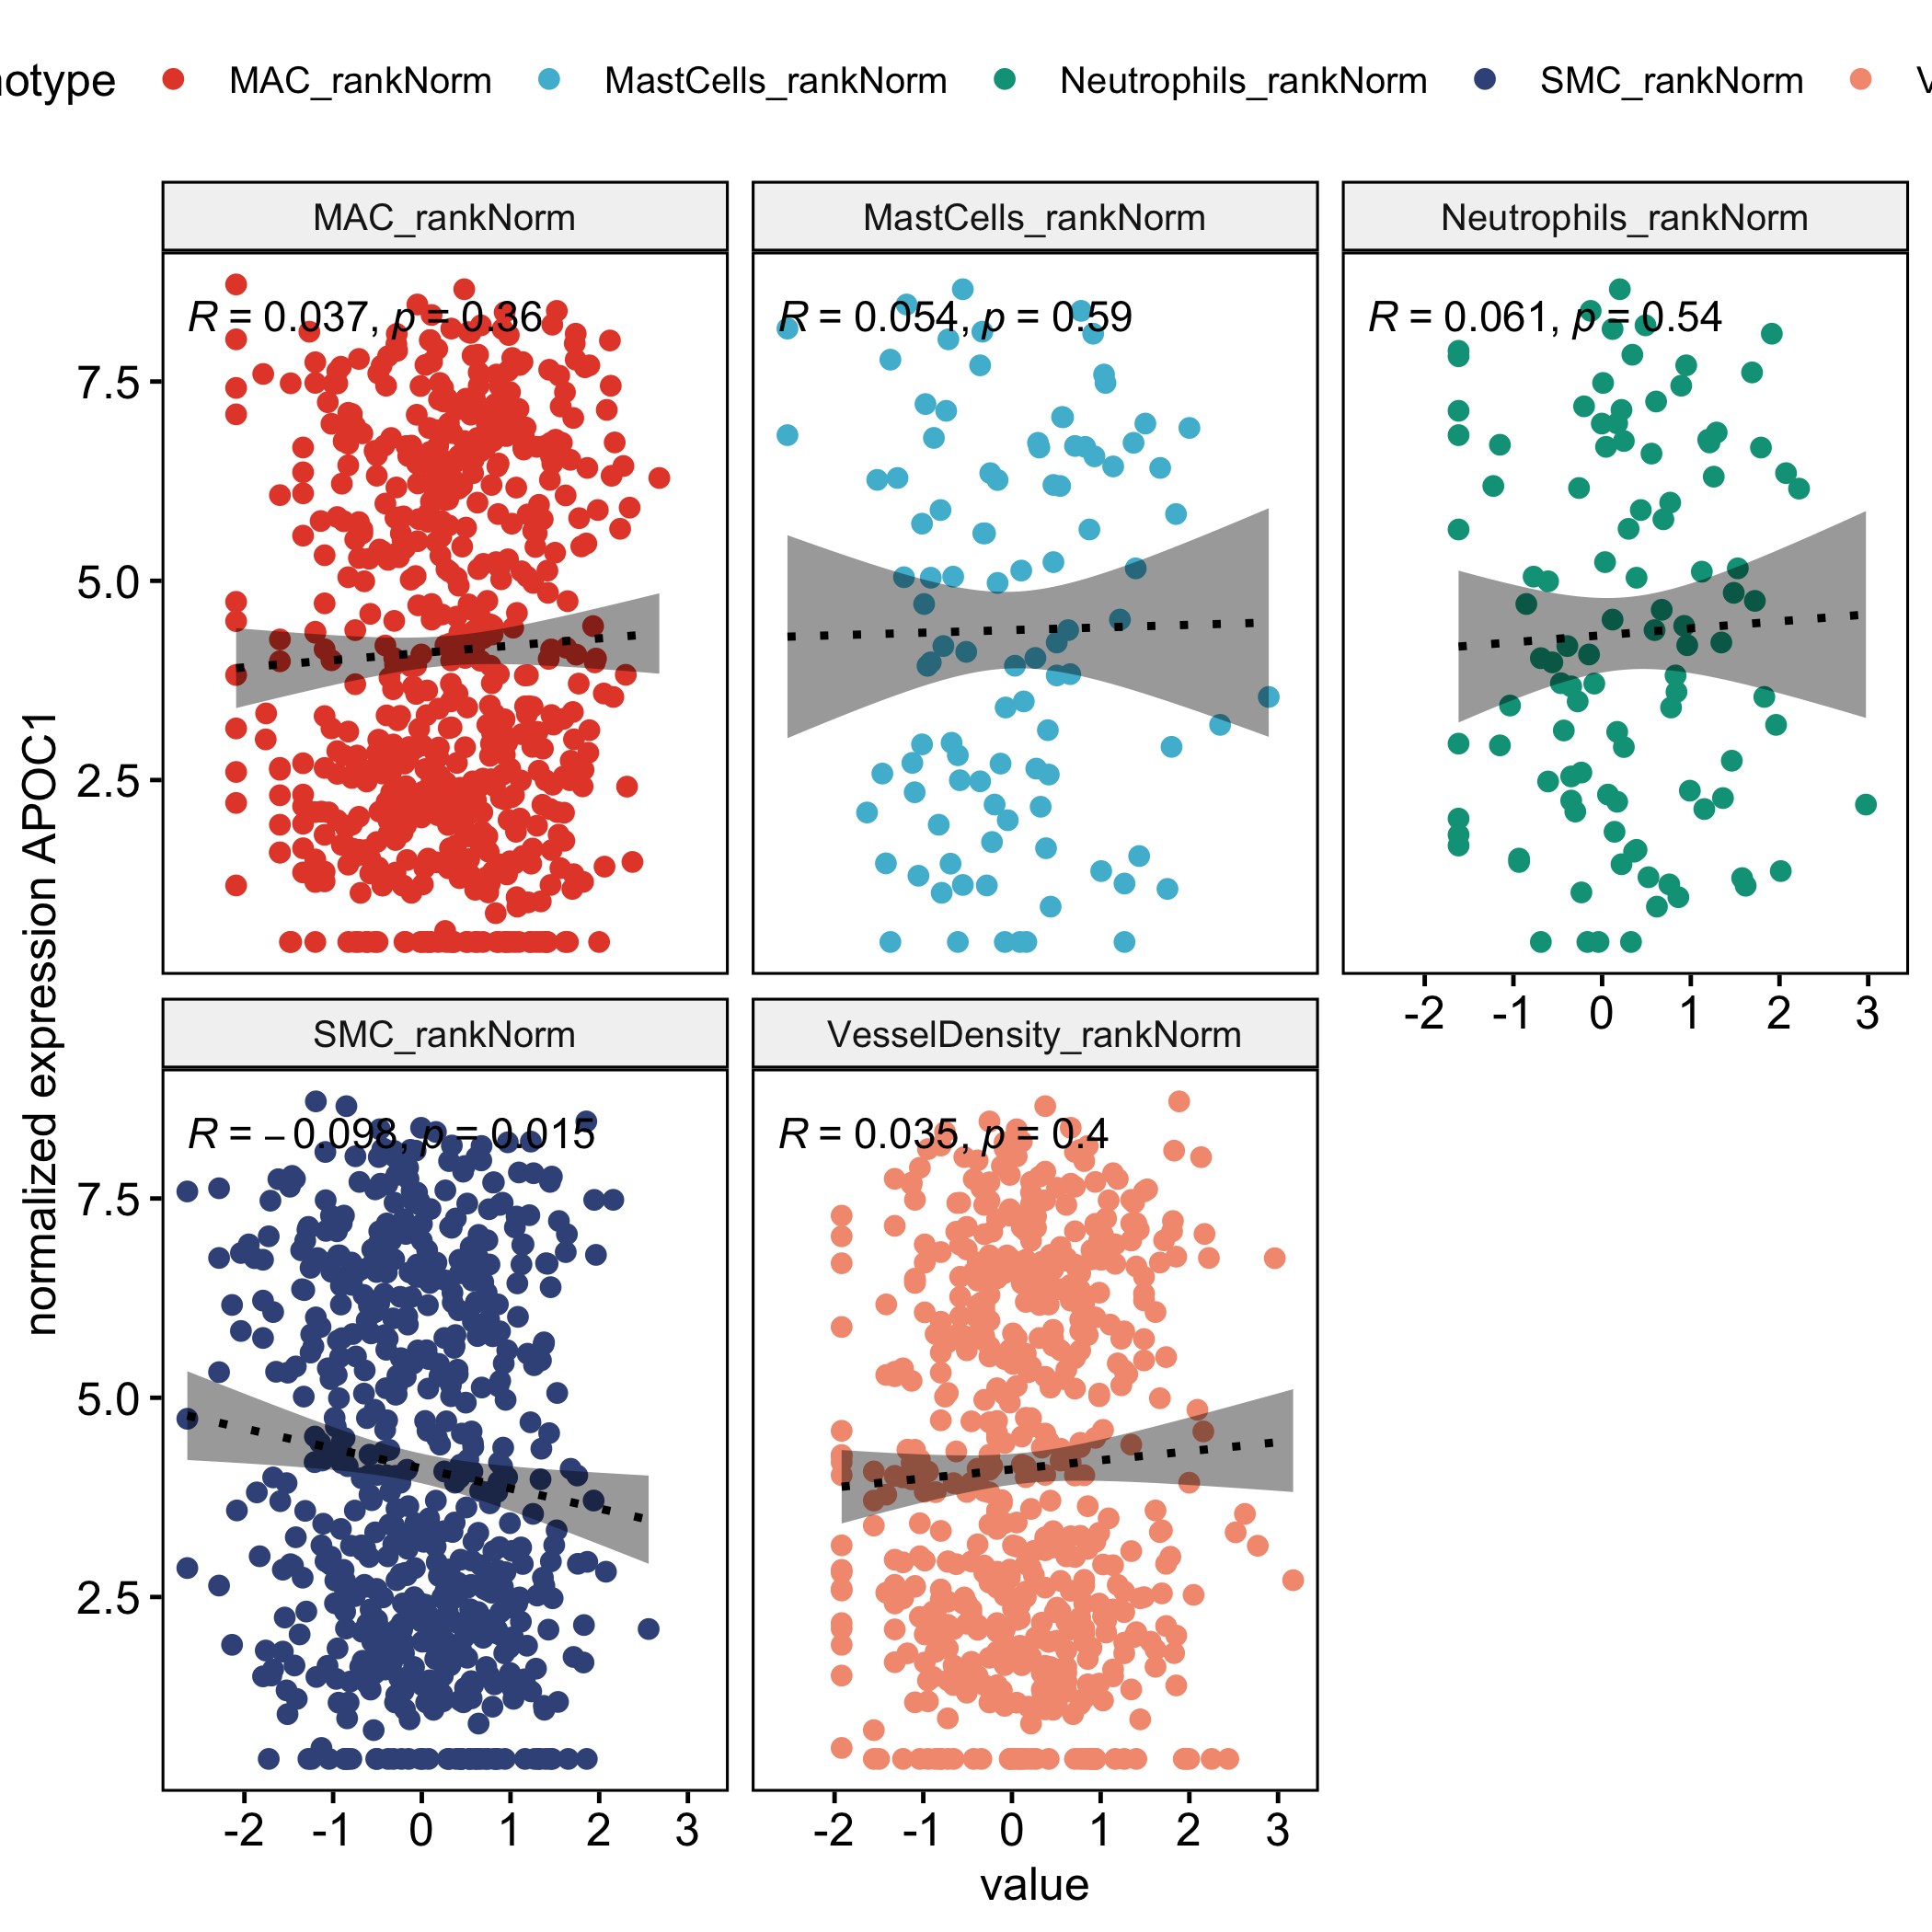 notype MAC_rankNorm MastCells_rankNorm Neutrophils_rankNorm SMC_rankNorm V
MAC_rankNorm MastCells_rankNorm Neutrophils_rankNorm
R = 0.037, p = 0.36 R = 0.054, p = 0.59 R = 0.061, p = 0.54
7.5
5.0
2.5
-2 -1 0 1 2 3
normalized expression APOC1
SMC_rankNorm VesselDensity_rankNorm
R = −0.098, p = 0.015 R = 0.035, p = 0.4
7.5
5.0
2.5
-2 -1 0 1 2 3 -2 -1 0 1 2 3
value